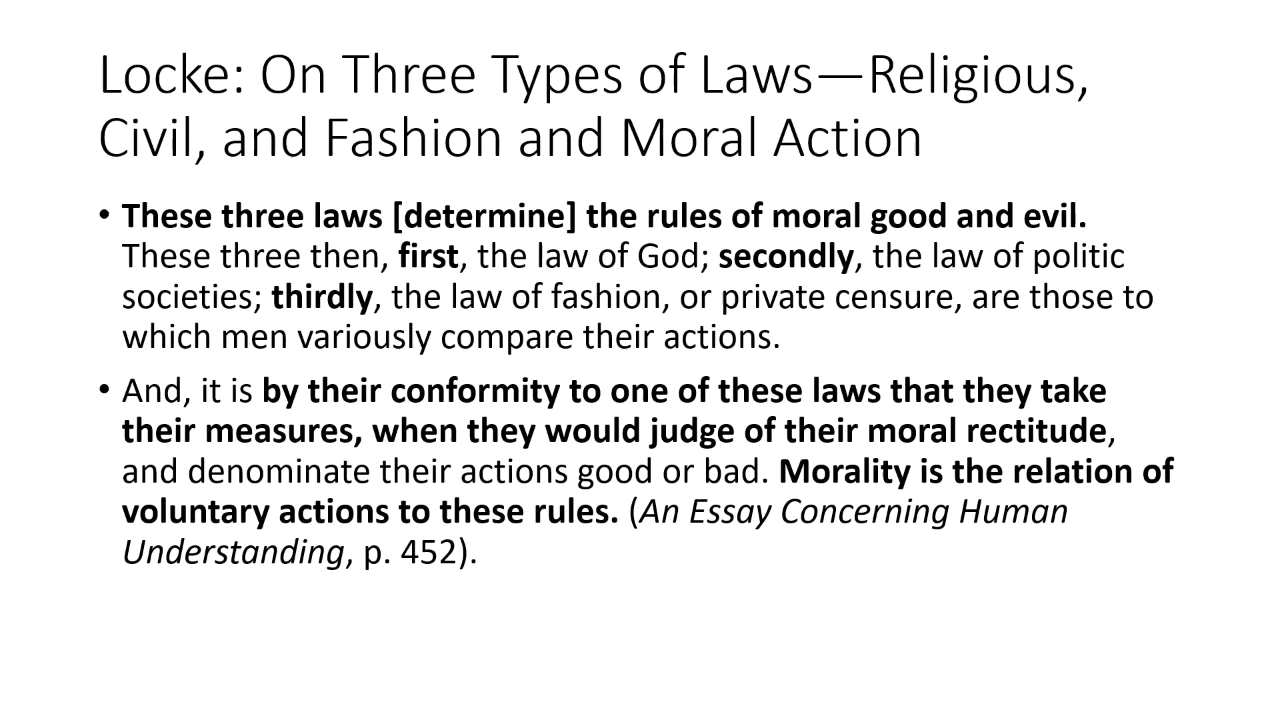 Locke: On Three Types of Laws—Religious,
Civil, and Fashion and Moral Action
• These three laws [determine] the rules of moral good and evil.
These three then, first, the law of God; secondly, the law of politic
societies; thirdly, the law of fashion, or private censure, are those to
which men variously compare their actions.
• And, it is by their conformity to one of these laws that they take
their measures, when they would judge of their moral rectitude,
and denominate their actions good or bad. Morality is the relation of
voluntary actions to these rules. (An Essay Concerning Human
Understanding, p. 452).